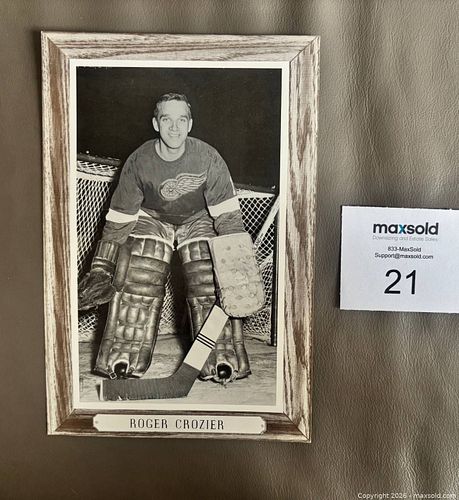 maxsold
Downsizing and Estate Sales
833-MaxSold
Support@maxsold.com
21
ROGER CROZIER
Copyright © 2026 - maxsold.com